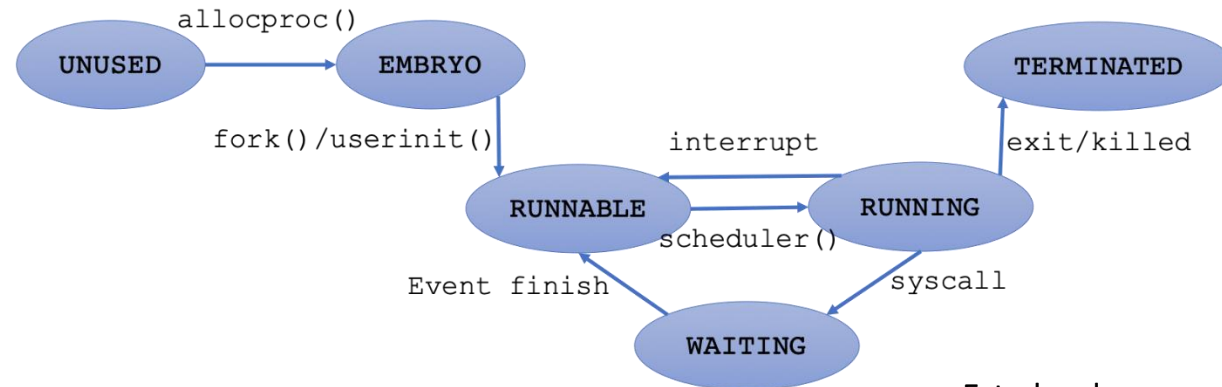 allocproc()
UNUSED
EMBRYO
TERMINATED
fork()/userinit()
interrupt
exit/killed
RUNNABLE
RUNNING
scheduler()
Event finish
syscall
WAITING